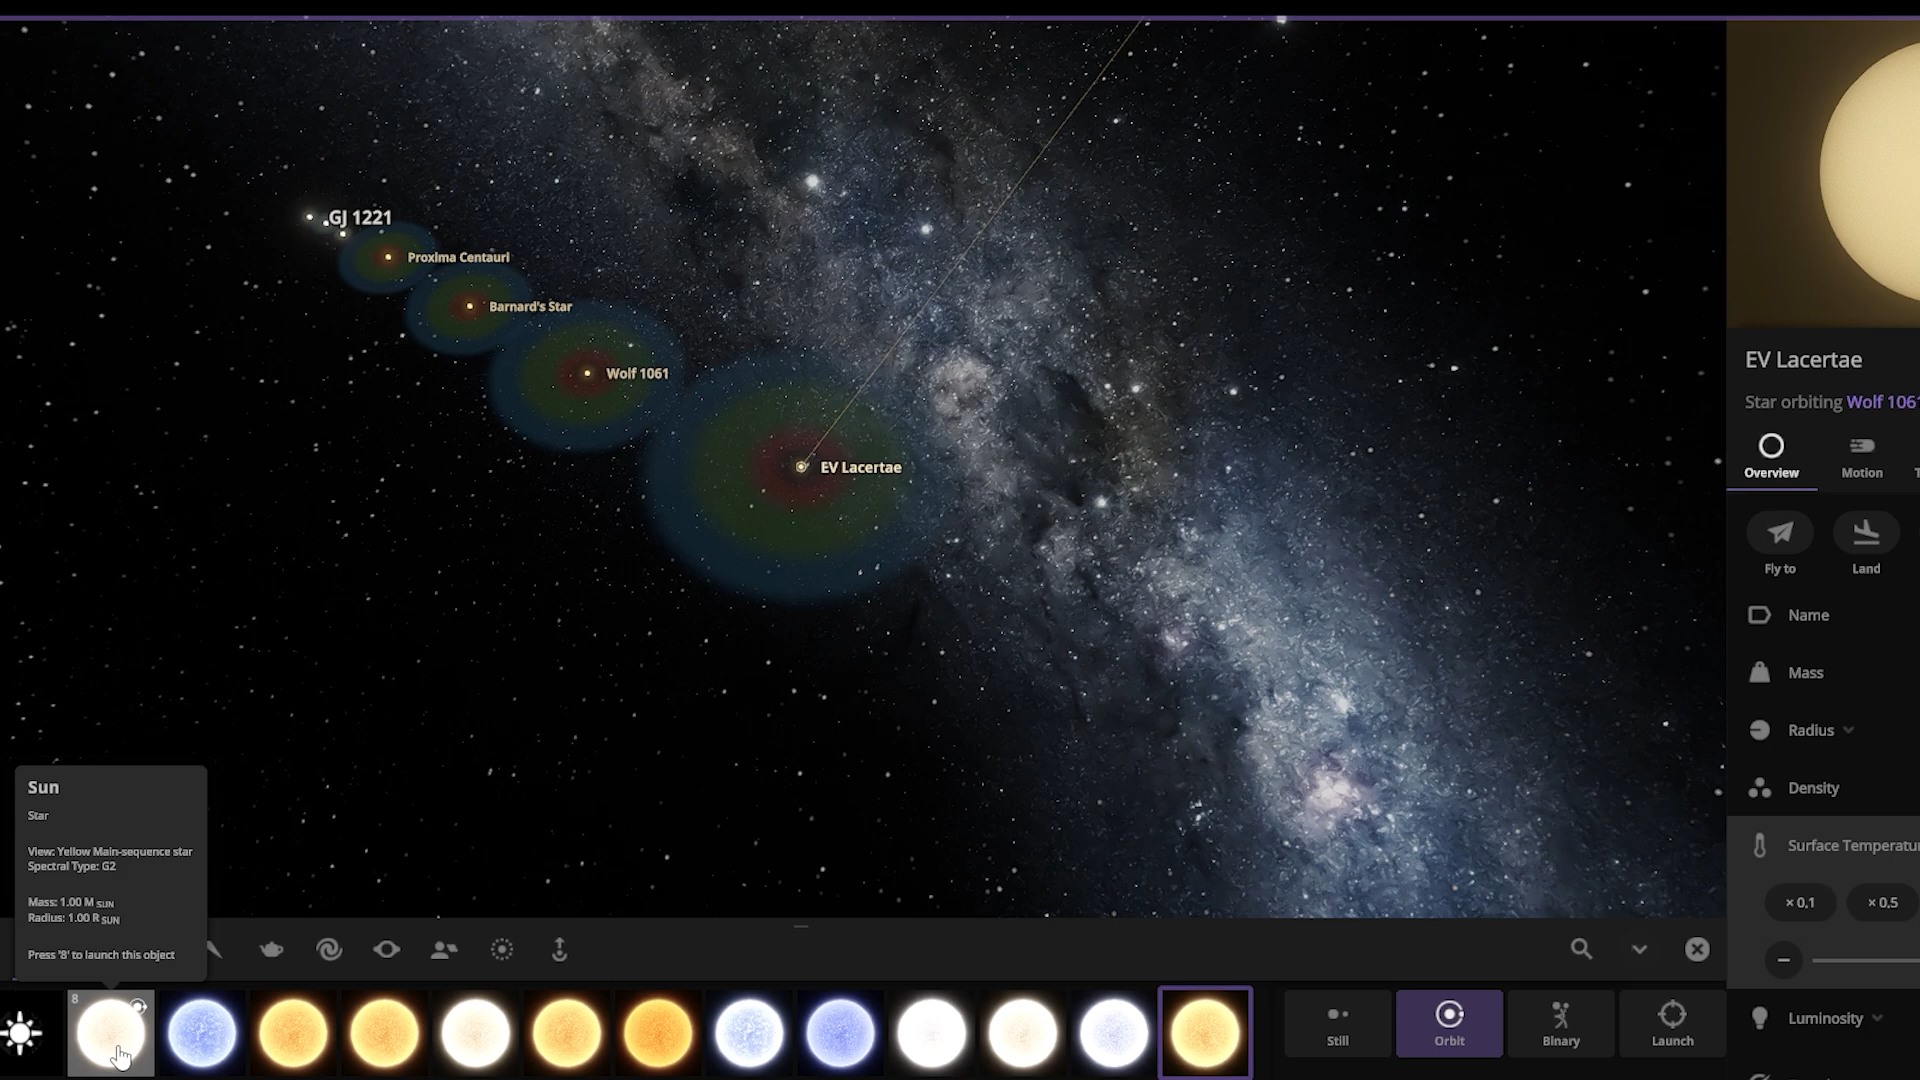 GJ 1221
Proxima Centauri
Barnard's Star
Wolf 1061
EV Lacertae
EV Lacertae
Star orbiting Wolf 1061
Overview
Motion
Fly to
Land
Name
Mass
Radius
Density
Surface Temperatur
× 0,1
× 0,5
Luminosity
Sun
Star
View: Yellow Main-sequence star
Spectral Type: G2
Mass: 1.00 M SUN
Radius: 1.00 R SUN
Press '8' to launch this object
8
Still
Orbit
Binary
Launch